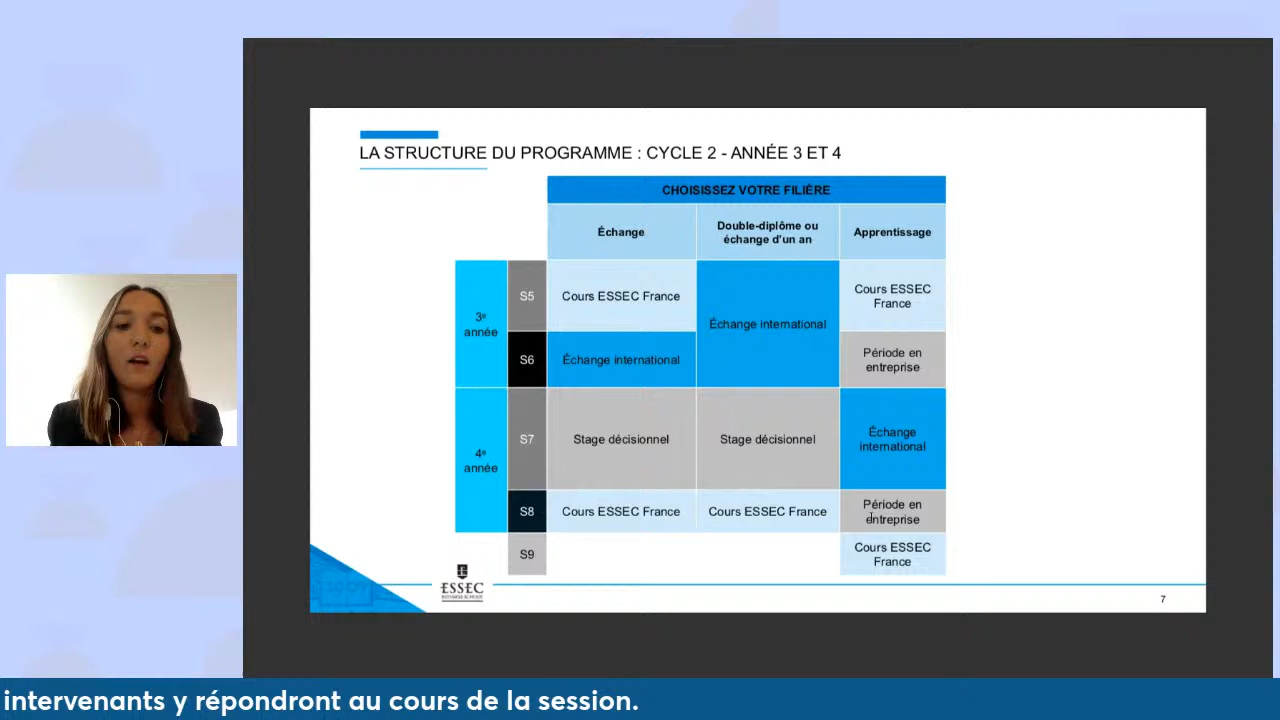 LA STRUCTURE DU PROGRAMME : CYCLE 2 - ANNÉE 3 ET 4
CHOISISSEZ VOTRE FILIÈRE
Échange
Double-diplôme ou
échange d'un an
Apprentissage
3e
année
S5
Cours ESSEC France
Échange international
Cours ESSEC
France
S6
Échange international
Période en
entreprise
4e
année
S7
Stage décisionnel
Stage décisionnel
Échange
international
S8
Cours ESSEC France
Cours ESSEC France
Période en
entreprise
S9
Cours ESSEC
France
ESSEC
BUSINESS SCHOOL
7
intervenants y répondront au cours de la session.